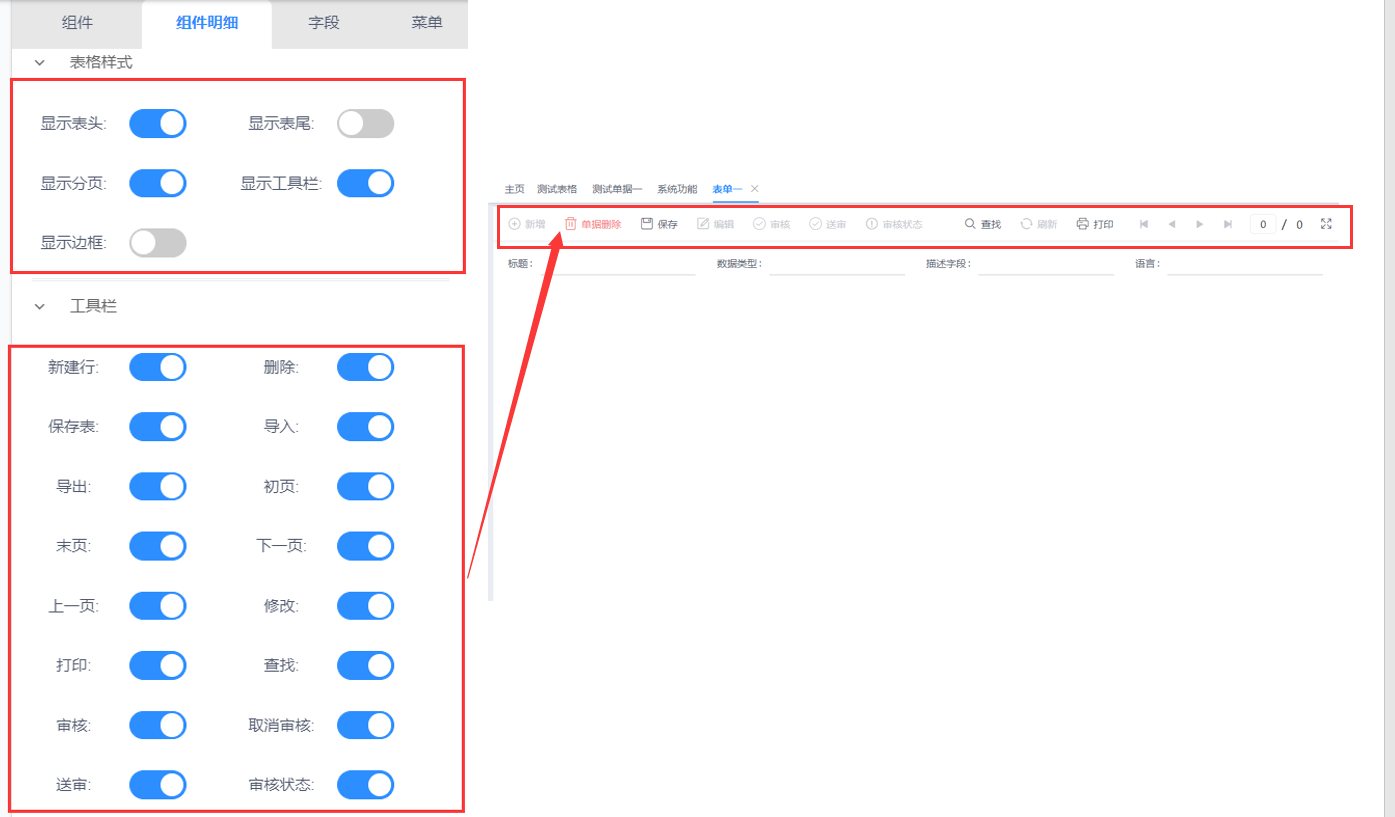 组件 组件明细 字段 菜单
表格样式
显示表头: 显示表尾:
显示分页: 显示工具栏:
显示边框:
工具栏
新建行: 删除:
保存表: 导入:
导出: 初页:
末页: 下一页:
上一页: 修改:
打印: 查找:
审核: 取消审核:
送审: 审核状态:
主页 测试表格 测试单据一 系统功能 表单一
新增 单据删除 保存 编辑 审核 送审 审核状态 查找 刷新 打印 0 / 0
标题: 数据类型: 描述字段: 语言: